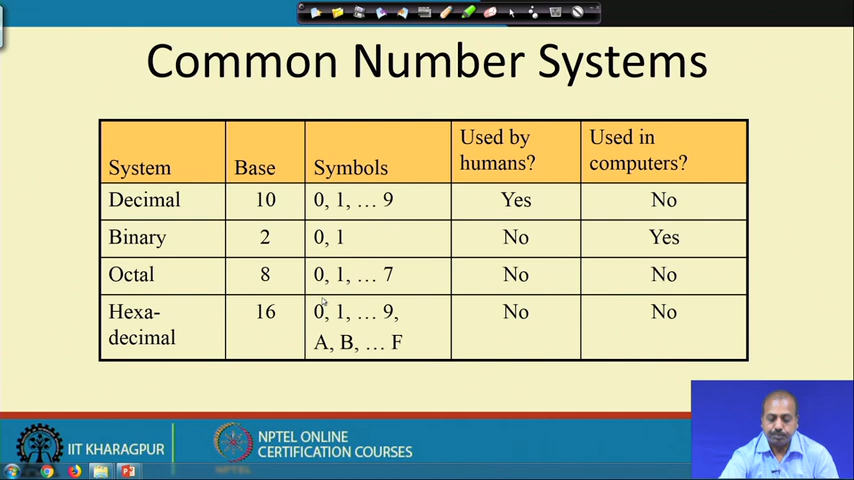 Common Number Systems
System Base Symbols Used by humans? Used in computers?
Decimal 10 0, 1, … 9 Yes No
Binary 2 0, 1 No Yes
Octal 8 0, 1, … 7 No No
Hexa-decimal 16 0, 1, … 9, A, B, … F No No
IIT KHARAGPUR
NPTEL ONLINE
CERTIFICATION COURSES
NPTEL